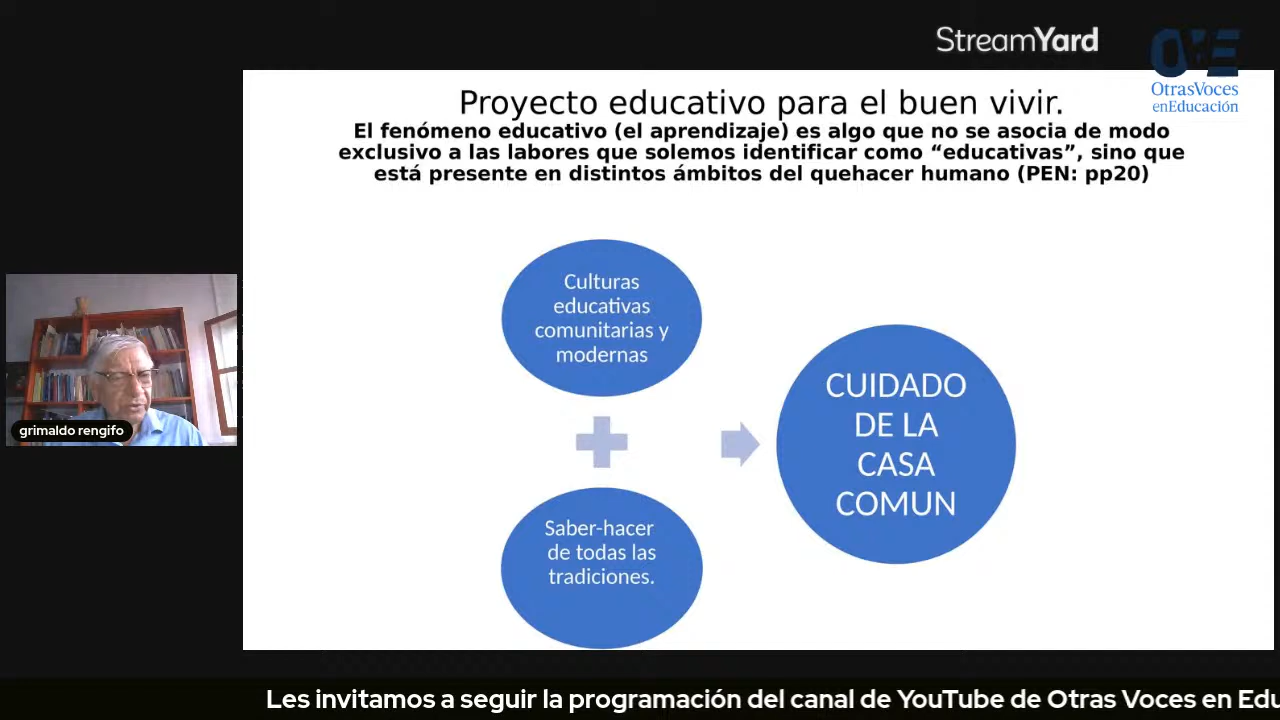 StreamYard
OVE
OtrasVoces
enEducación
Proyecto educativo para el buen vivir.
El fenómeno educativo (el aprendizaje) es algo que no se asocia de modo
exclusivo a las labores que solemos identificar como “educativas”, sino que
está presente en distintos ámbitos del quehacer humano (PEN: pp20)
Culturas
educativas
comunitarias y
modernas
CUIDADO
DE LA
CASA
COMUN
Saber-hacer
de todas las
tradiciones.
grimaldo rengifo
Les invitamos a seguir la programación del canal de YouTube de Otras Voces en Edu